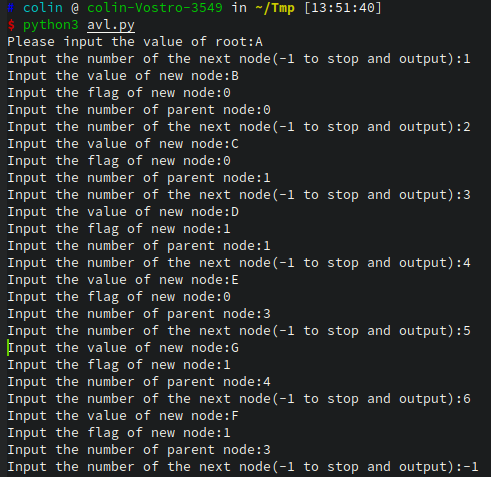 # colin @ colin-Vostro-3549 in ~/Tmp [13:51:40]
$ python3 avl.py
Please input the value of root:A
Input the number of the next node(-1 to stop and output):1
Input the value of new node:B
Input the flag of new node:0
Input the number of parent node:0
Input the number of the next node(-1 to stop and output):2
Input the value of new node:C
Input the flag of new node:0
Input the number of parent node:1
Input the number of the next node(-1 to stop and output):3
Input the value of new node:D
Input the flag of new node:1
Input the number of parent node:1
Input the number of the next node(-1 to stop and output):4
Input the value of new node:E
Input the flag of new node:0
Input the number of parent node:3
Input the number of the next node(-1 to stop and output):5
Input the value of new node:G
Input the flag of new node:1
Input the number of parent node:4
Input the number of the next node(-1 to stop and output):6
Input the value of new node:F
Input the flag of new node:1
Input the number of parent node:3
Input the number of the next node(-1 to stop and output):-1